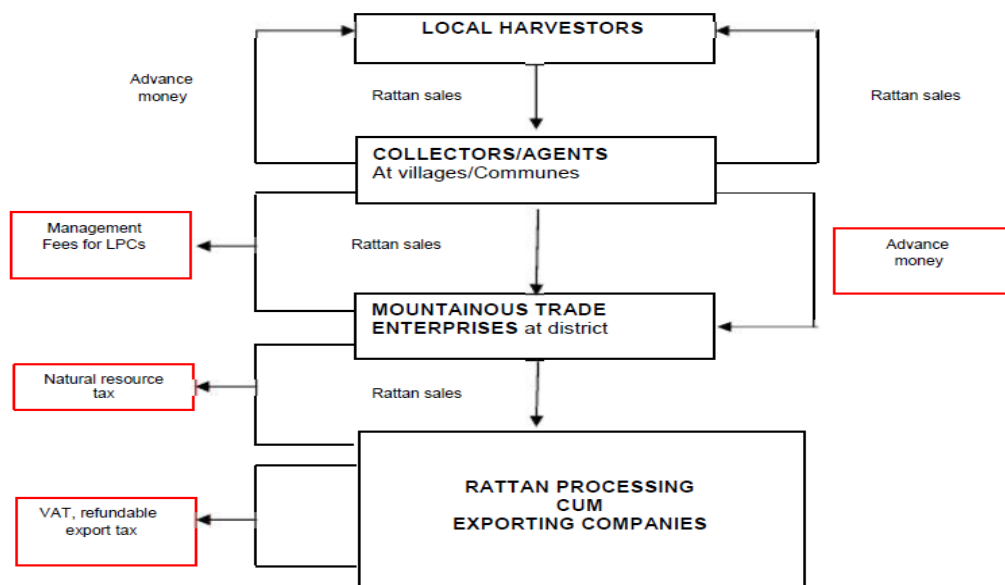 LOCAL HARVESTORS
Advance
money
Rattan sales
Rattan sales
COLLECTORS/AGENTS
At villages/Communes
Management
Fees for LPCs
Rattan sales
Advance
money
MOUNTAINOUS TRADE
ENTERPRISES at district
Natural resource
tax
Rattan sales
RATTAN PROCESSING
CUM
EXPORTING COMPANIES
VAT, refundable
export tax